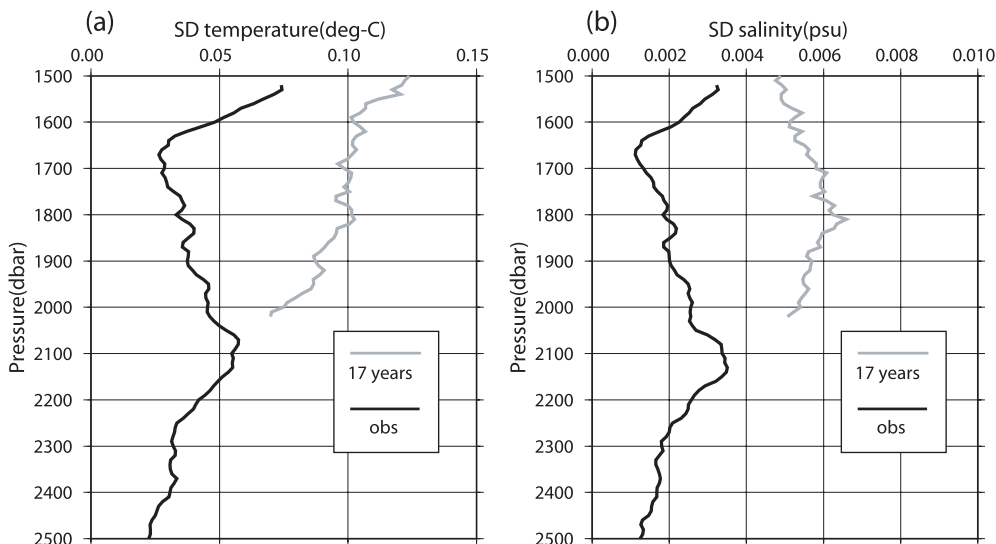 (a)
SD temperature(deg-C)
0.00 0.05 0.10 0.15
1500
1600
1700
1800
1900
2000
2100
2200
2300
2400
2500
Pressure(dbar)
17 years
obs
(b)
SD salinity(psu)
0.000 0.002 0.004 0.006 0.008 0.010
1500
1600
1700
1800
1900
2000
2100
2200
2300
2400
2500
Pressure(dbar)
17 years
obs